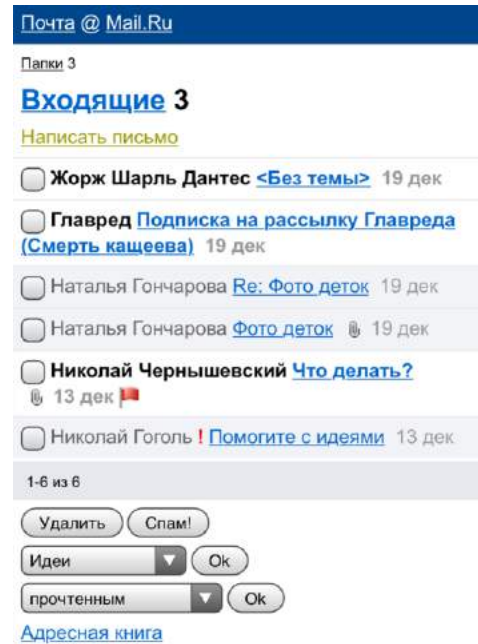 Почта @ Mail.Ru
Папки 3
Входящие 3
Написать письмо
Жорж Шарль Дантес <Без темы> 19 дек
Главред Подписка на рассылку Главреда
(Смерть кащеева) 19 дек
Наталья Гончарова Re: Фото деток 19 дек
Наталья Гончарова Фото деток 19 дек
Николай Чернышевский Что делать?
13 дек
Николай Гоголь ! Помогите с идеями 13 дек
1-6 из 6
Удалить Спам!
Идеи Ok
прочтенным Ok
Адресная книга